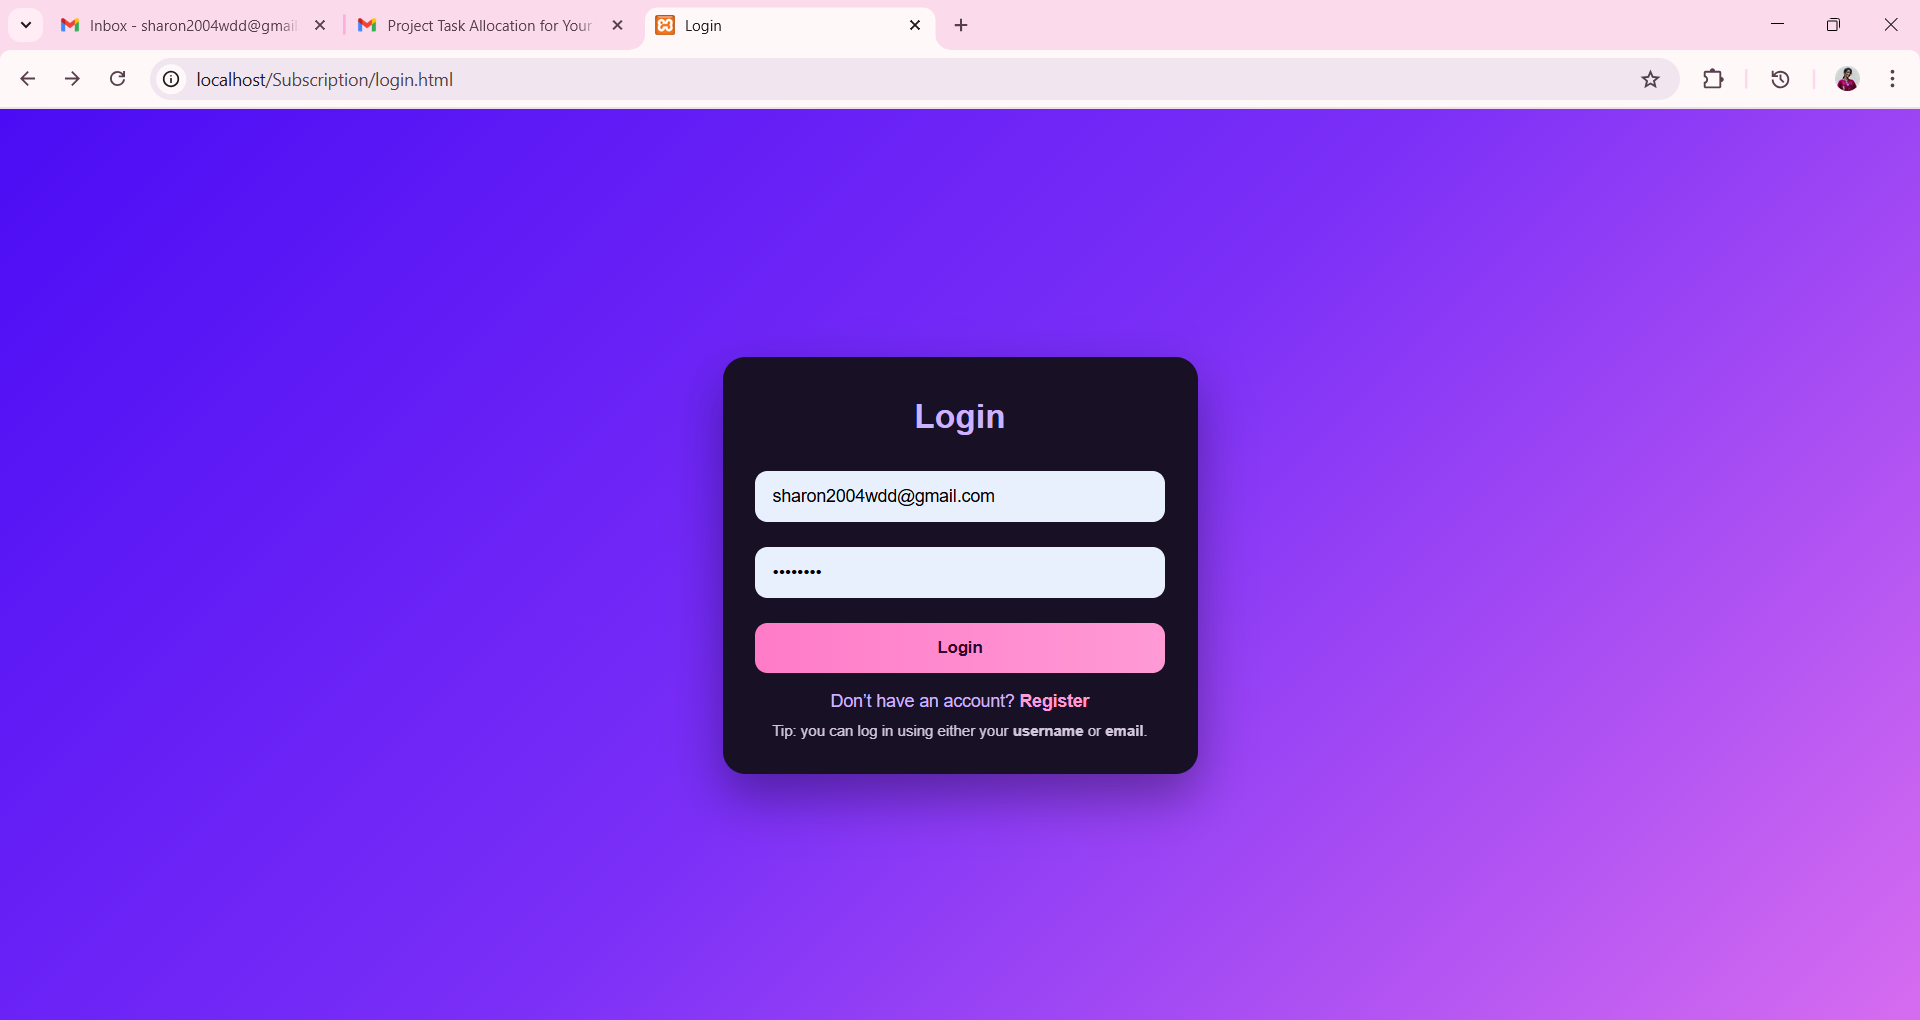 Inbox - sharon2004wdd@gmai
Project Task Allocation for Your
Login
localhost/Subscription/login.html
Login
sharon2004wdd@gmail.com
••••••••
Login
Don’t have an account? Register
Tip: you can log in using either your username or email.